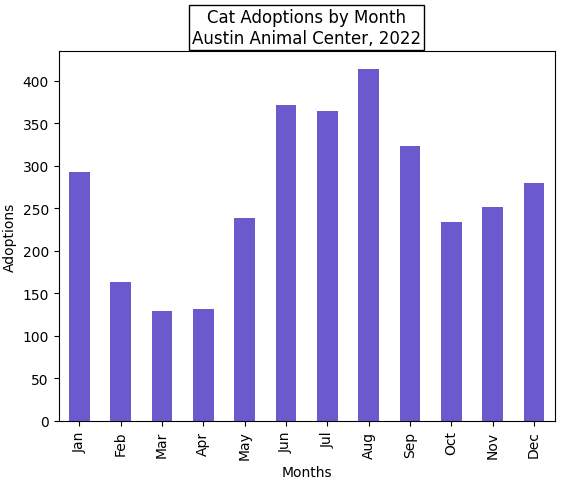 Cat Adoptions by Month
Austin Animal Center, 2022
Adoptions
400
350
300
250
200
150
100
50
0
Jan
Feb
Mar
Apr
May
Jun
Jul
Aug
Sep
Oct
Nov
Dec
Months